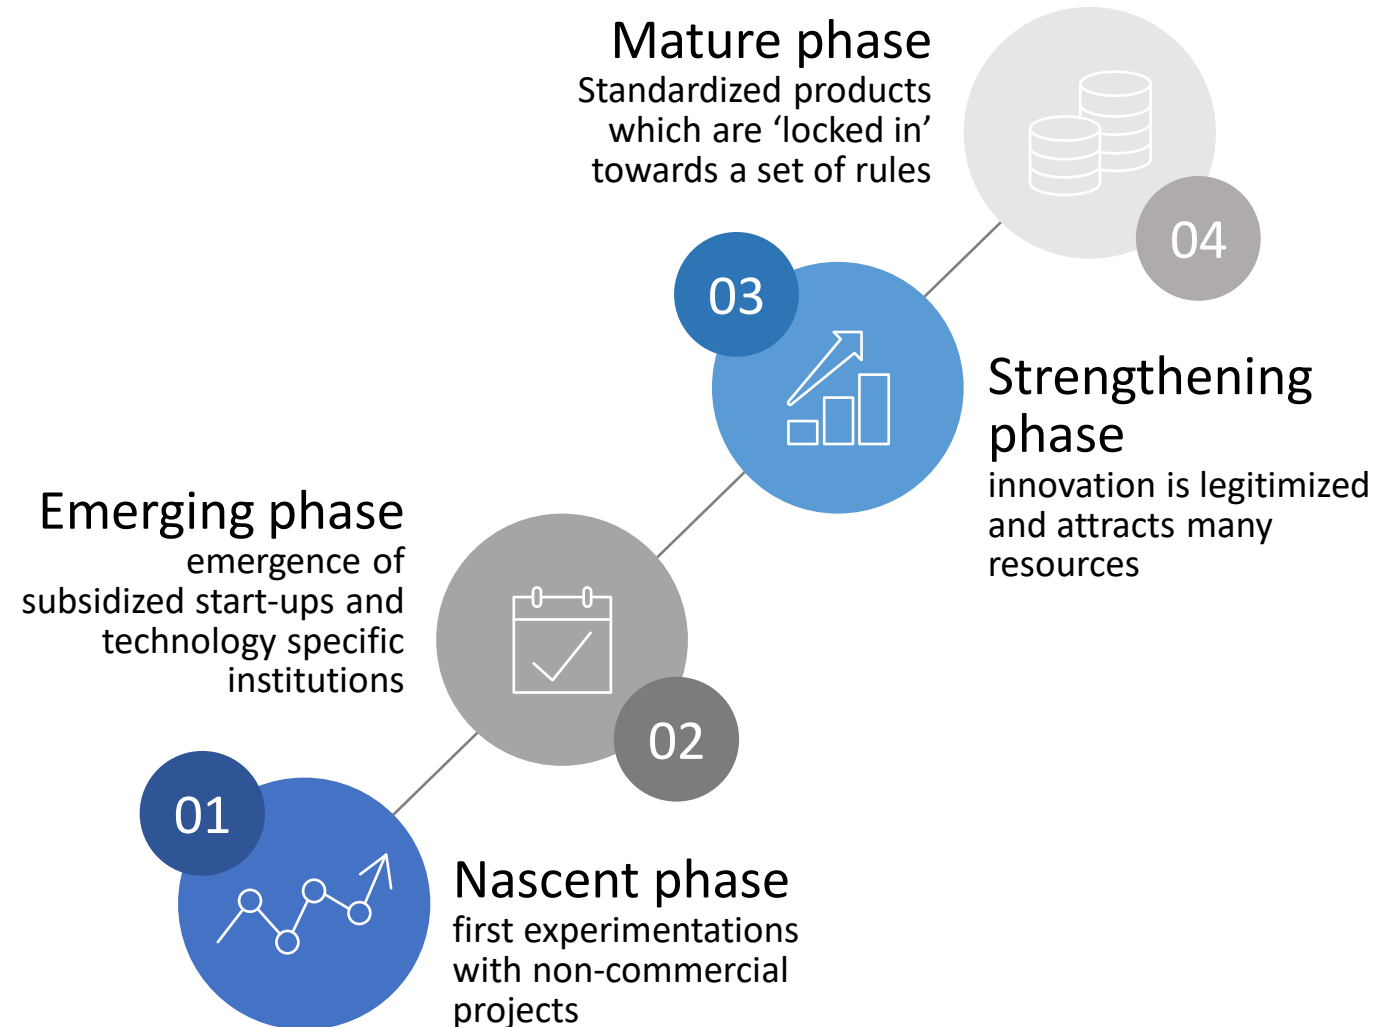 Mature phase
Standardized products
which are ‘locked in’
towards a set of rules
04
03
Strengthening
phase
innovation is legitimized
and attracts many
resources
Emerging phase
emergence of
subsidized start-ups and
technology specific
institutions
02
01
Nascent phase
first experimentations
with non-commercial
projects